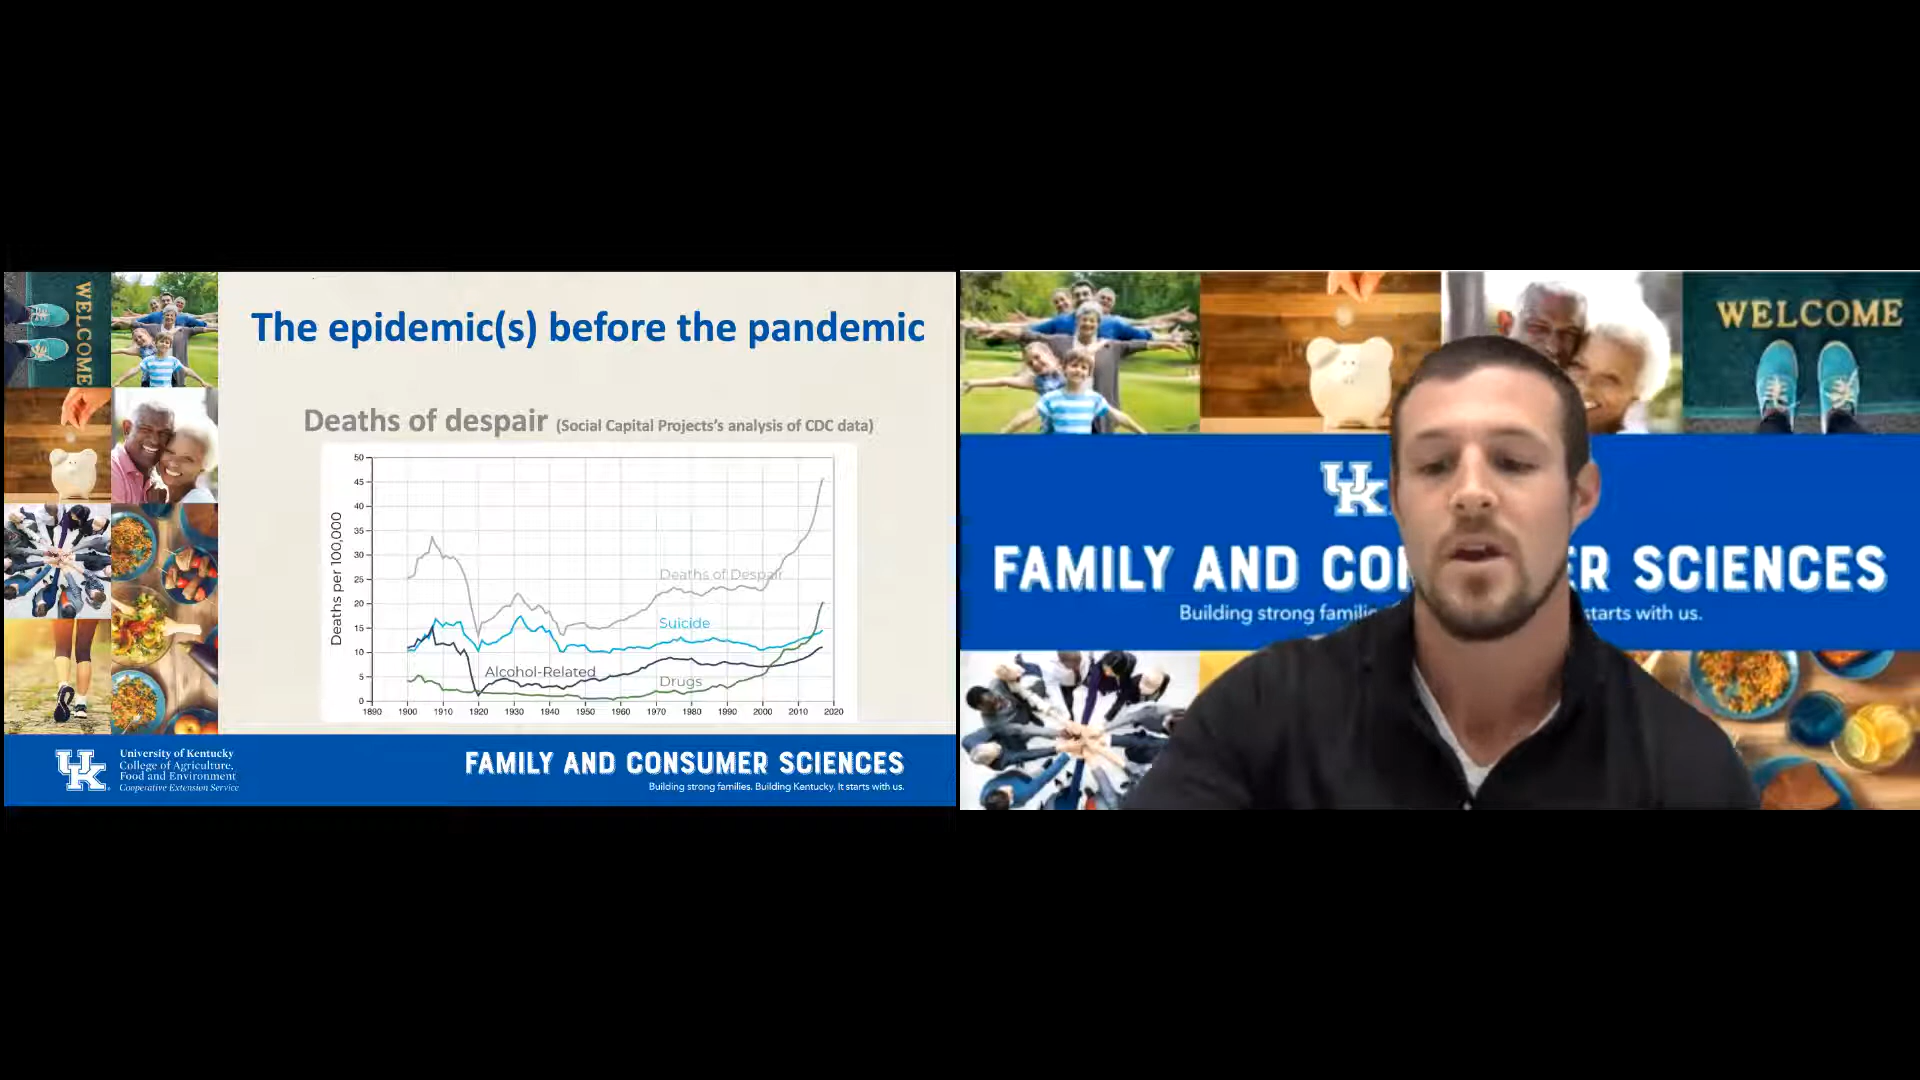 WELCOME
The epidemic(s) before the pandemic
Deaths of despair (Social Capital Projects's analysis of CDC data)
Deaths per 100,000
50
45
40
35
30
25
20
15
10
5
0
Deaths of Despair
Suicide
Alcohol-Related
Drugs
1890 1900 1910 1920 1930 1940 1950 1960 1970 1980 1990 2000 2010 2020
UK
University of Kentucky
College of Agriculture,
Food and Environment
Cooperative Extension Service
FAMILY AND CONSUMER SCIENCES
Building strong families. Building Kentucky. It starts with us.
WELCOME
UK
FAMILY AND CO ER SCIENCES
Building strong familie starts with us.